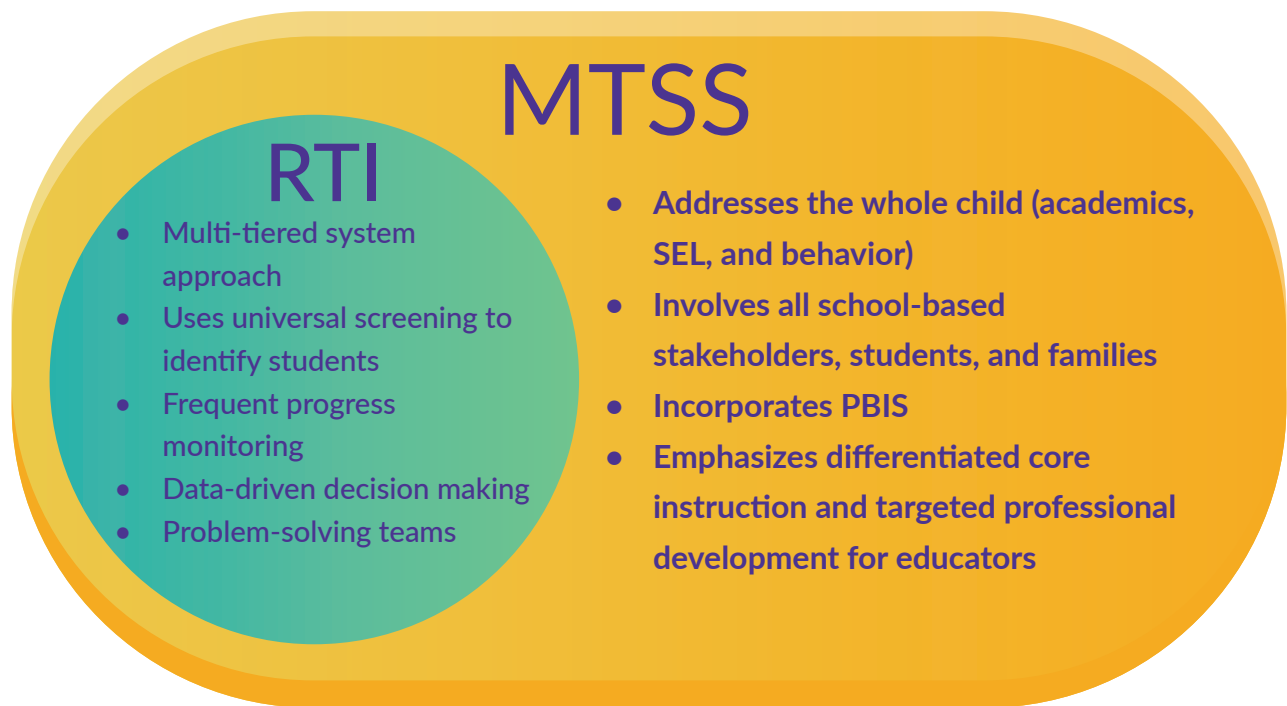 MTSS
RTI
• Multi-tiered system
approach
• Uses universal screening to
identify students
• Frequent progress
monitoring
• Data-driven decision making
• Problem-solving teams
• Addresses the whole child (academics,
SEL, and behavior)
• Involves all school-based
stakeholders, students, and families
• Incorporates PBIS
• Emphasizes differentiated core
instruction and targeted professional
development for educators